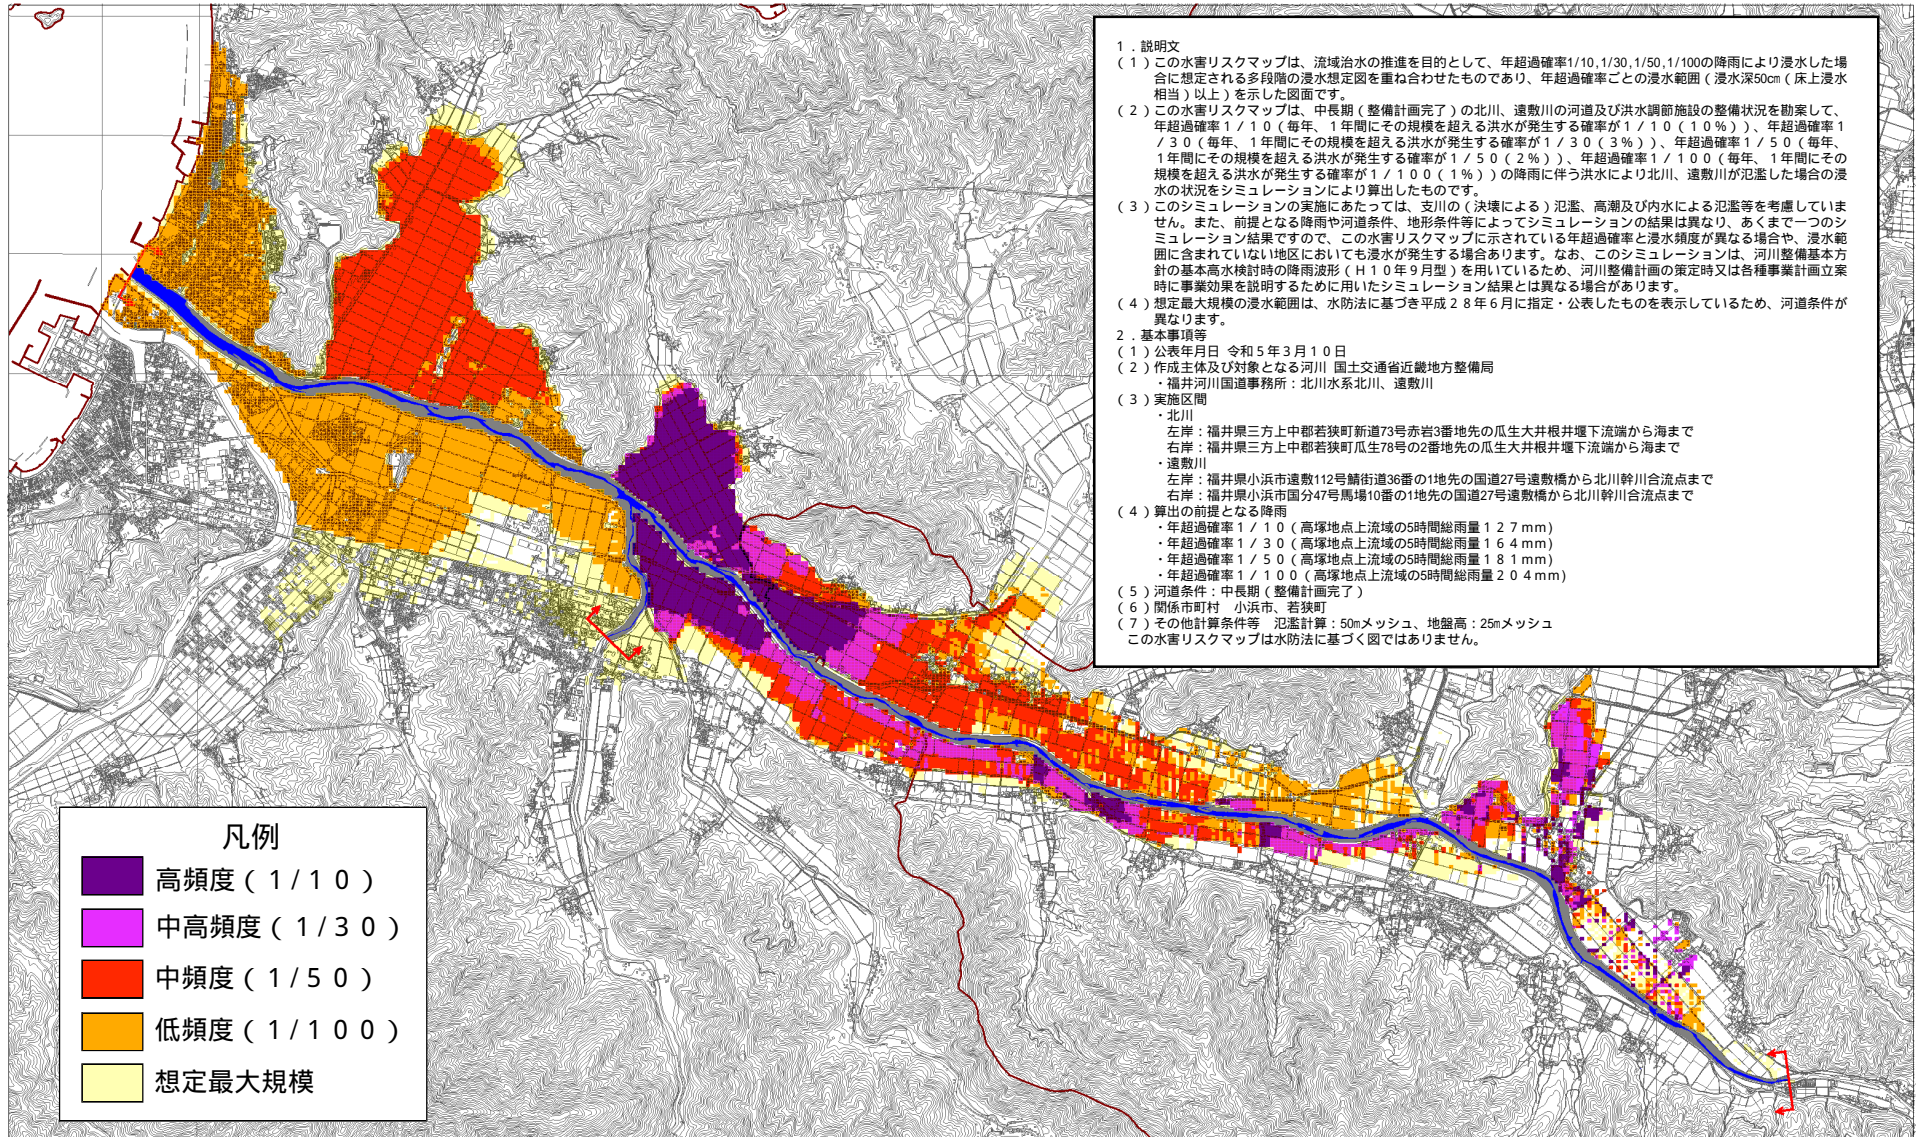 1．説明文
(1)この水害リスクマップは、流域治水の推進を目的として、年超過確率1/10,1/30,1/50,1/100の降雨により浸水した場
合に想定される多段階の浸水想定図を重ね合わせたものであり、年超過確率ごとの浸水範囲(浸水深50cm(床上浸水
相当)以上)を示した図面です。
(2)この水害リスクマップは、中長期(整備計画完了)の北川、遠敷川の河道及び洪水調節施設の整備状況を勘案して、
年超過確率1/10(毎年、1年間にその規模を超える洪水が発生する確率が1/10(10%))、年超過確率1
/30(毎年、1年間にその規模を超える洪水が発生する確率が1/30(3%))、年超過確率1/50(毎年、
1年間にその規模を超える洪水が発生する確率が1/50(2%))、年超過確率1/100(毎年、1年間にその
規模を超える洪水が発生する確率が1/100(1%))の降雨に伴う洪水により北川、遠敷川が氾濫した場合の浸
水の状況をシミュレーションにより算出したものです。
(3)このシミュレーションの実施にあたっては、支川の(決壊による)氾濫、高潮及び内水による氾濫等を考慮していま
せん。また、前提となる降雨や河道条件、地形条件等によってシミュレーションの結果は異なり、あくまで一つのシ
ミュレーション結果ですので、この水害リスクマップに示されている年超過確率と浸水頻度が異なる場合や、浸水範
囲に含まれていない地区においても浸水が発生する場合あります。なお、このシミュレーションは、河川整備基本方
針の基本高水検討時の降雨波形(H10年9月型)を用いているため、河川整備計画の策定時又は各種事業計画立案
時に事業効果を説明するために用いたシミュレーション結果とは異なる場合があります。
(4)想定最大規模の浸水範囲は、水防法に基づき平成28年6月に指定・公表したものを表示しているため、河道条件が
異なります。
2．基本事項等
(1)公表年月日 令和5年3月10日
(2)作成主体及び対象となる河川 国土交通省近畿地方整備局
・福井河川国道事務所：北川水系北川、遠敷川
(3)実施区間
・北川
左岸：福井県三方上中郡若狭町新道73号赤岩3番地先の瓜生大井根井堰下流端から海まで
右岸：福井県三方上中郡若狭町瓜生78号の2番地先の瓜生大井根井堰下流端から海まで
・遠敷川
左岸：福井県小浜市遠敷112号鯖街道36番の1地先の国道27号遠敷橋から北川幹川合流点まで
右岸：福井県小浜市国分47号馬場10番の1地先の国道27号遠敷橋から北川幹川合流点まで
(4)算出の前提となる降雨
・年超過確率1/10(高塚地点上流域の5時間総雨量127mm)
・年超過確率1/30(高塚地点上流域の5時間総雨量164mm)
・年超過確率1/50(高塚地点上流域の5時間総雨量181mm)
・年超過確率1/100(高塚地点上流域の5時間総雨量204mm)
(5)河道条件：中長期(整備計画完了)
(6)関係市町村 小浜市、若狭町
(7)その他計算条件等 氾濫計算：50mメッシュ、地盤高：25mメッシュ
この水害リスクマップは水防法に基づく図ではありません。
凡例
高頻度(1/10)
中高頻度(1/30)
中頻度(1/50)
低頻度(1/100)
想定最大規模